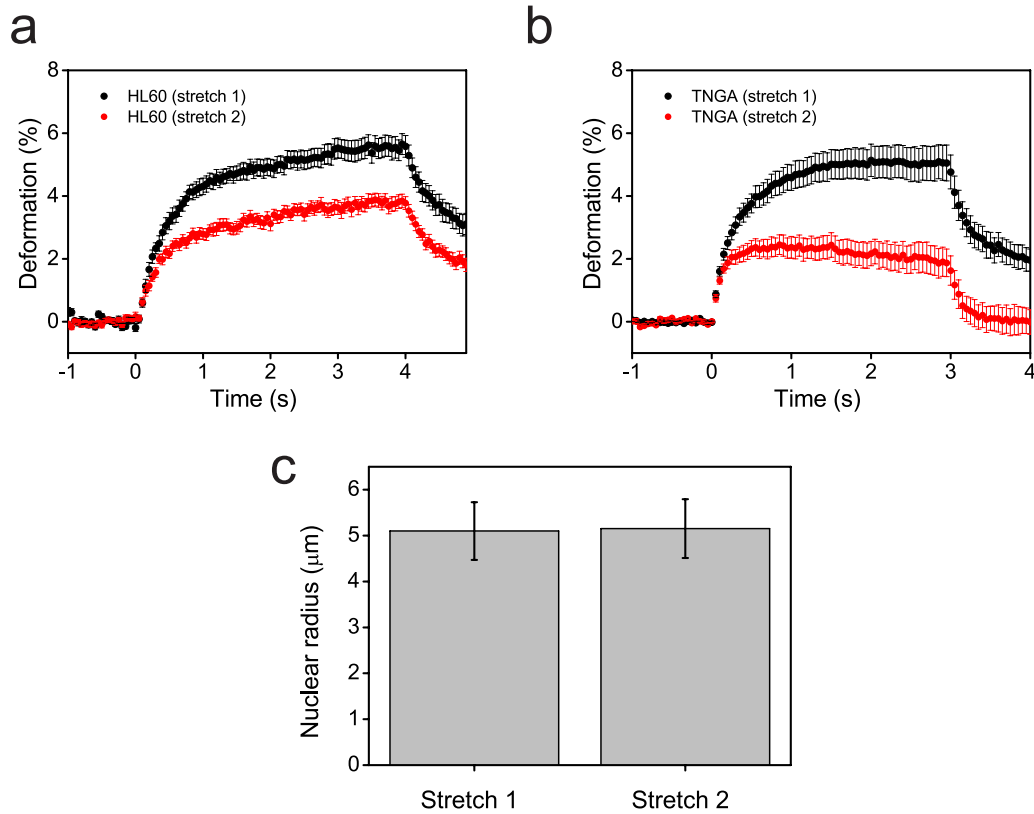 a
8
6
4
2
0
Deformation (%)
HL60 (stretch 1)
HL60 (stretch 2)
-1 0 1 2 3 4
Time (s)
b
8
6
4
2
0
Deformation (%)
TNGA (stretch 1)
TNGA (stretch 2)
-1 0 1 2 3 4
Time (s)
c
6
5
4
3
2
1
0
Nuclear radius (μm)
Stretch 1 Stretch 2